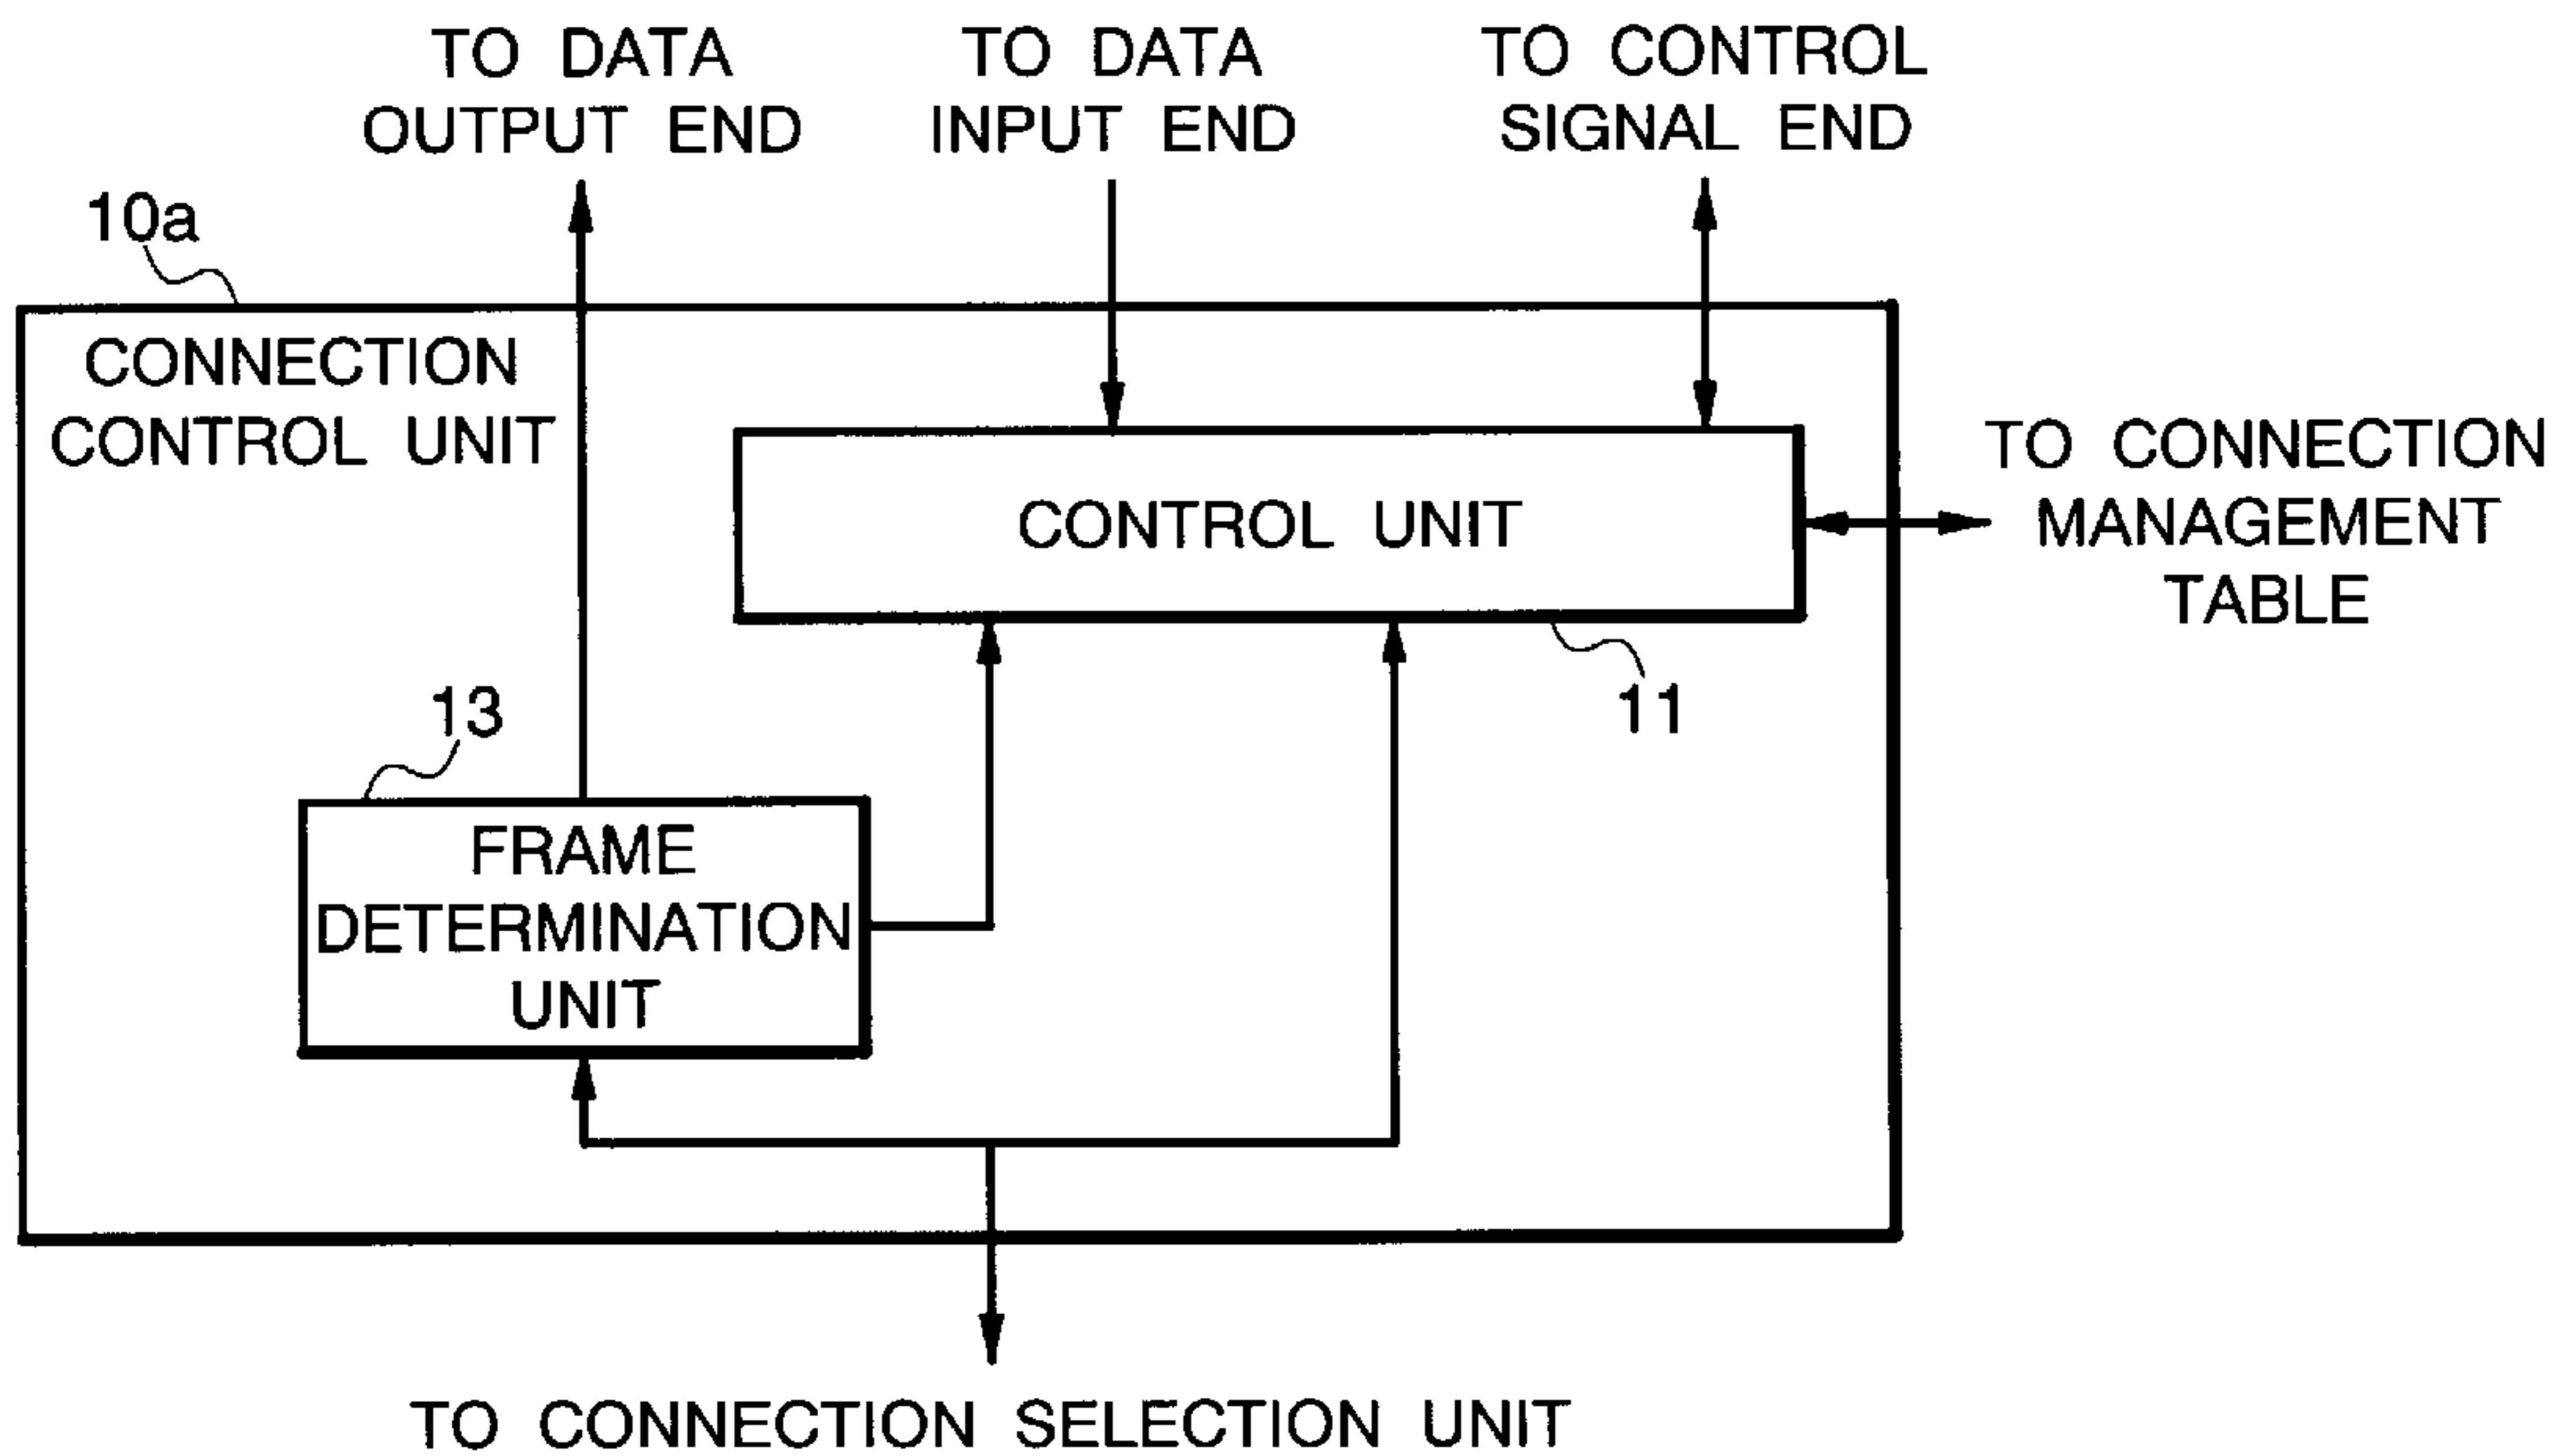 TO DATA
OUTPUT END
TO DATA
INPUT END
TO CONTROL
SIGNAL END
10a
CONNECTION
CONTROL UNIT
CONTROL UNIT
TO CONNECTION
MANAGEMENT
TABLE
11
13
FRAME
DETERMINATION
UNIT
TO CONNECTION SELECTION UNIT